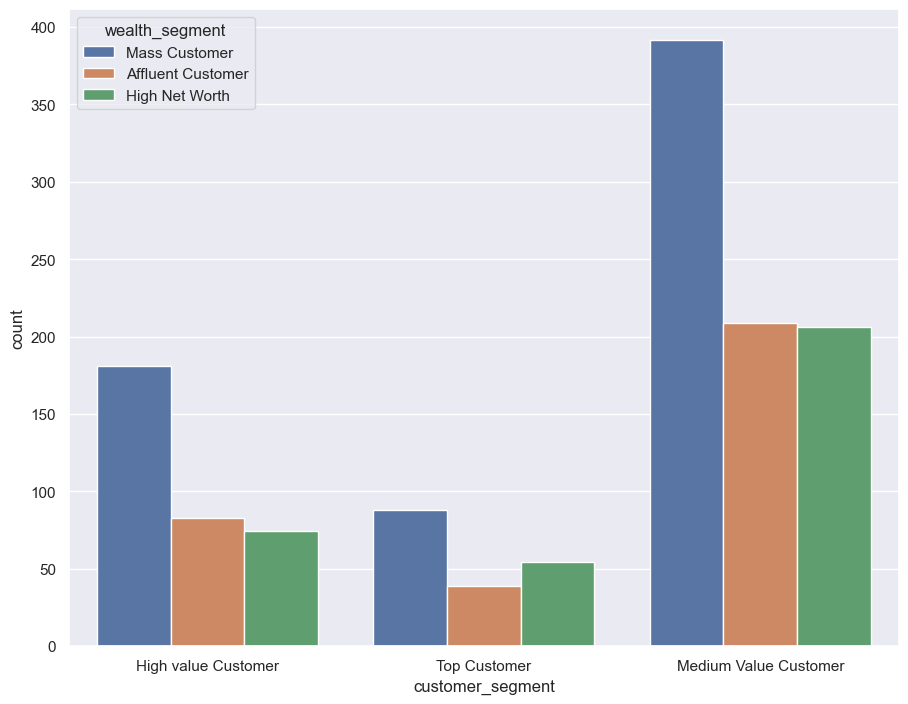 wealth_segment
Mass Customer
Affluent Customer
High Net Worth
count
400
350
300
250
200
150
100
50
0
High value Customer
Top Customer
Medium Value Customer
customer_segment